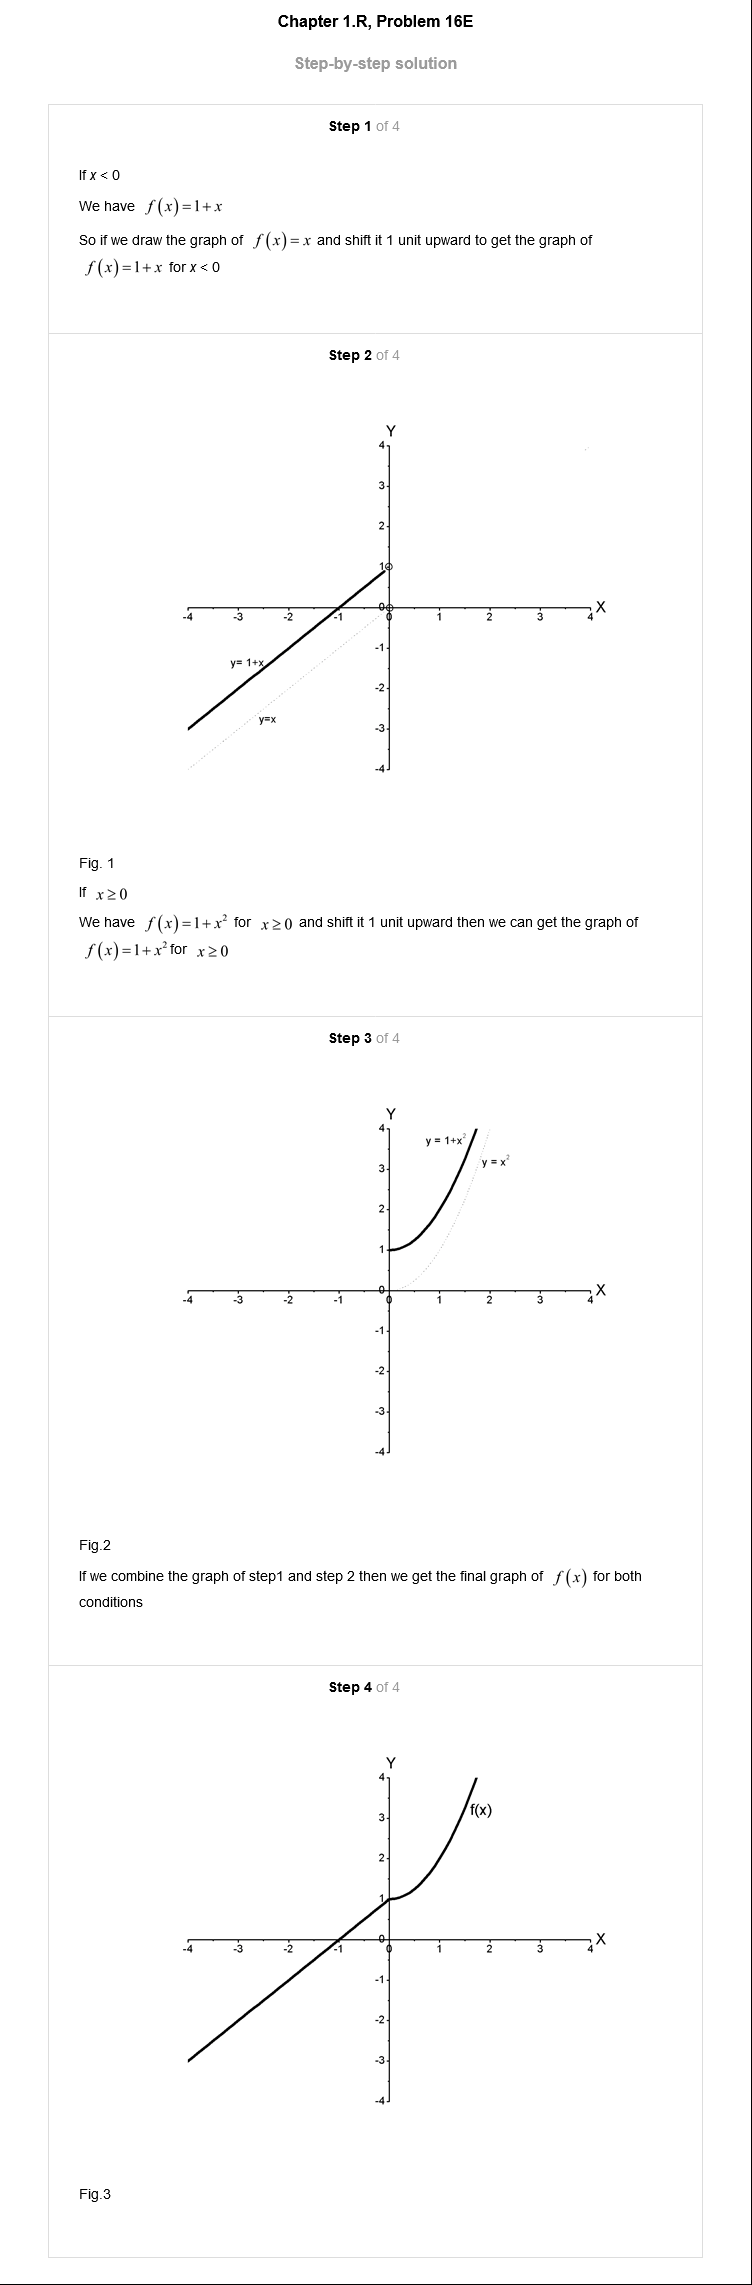 Chapter 1.R, Problem 16E
Step-by-step solution
Step 1 of 4
If x < 0
We have f(x)=1+x
So if we draw the graph of f(x)=x and shift it 1 unit upward to get the graph of
f(x)=1+x for x < 0
Step 2 of 4
Y
4
3
2
1
0
X
-4 -3 -2 -1 0 1 2 3 4
-1
y= 1+x
-2
y=x
-3
-4
Fig. 1
If x≥0
We have f(x)=1+x² for x≥0 and shift it 1 unit upward then we can get the graph of
f(x)=1+x² for x≥0
Step 3 of 4
Y
4
y = 1+x²
y = x²
3
2
1
0
X
-4 -3 -2 -1 0 1 2 3 4
-1
-2
-3
-4
Fig.2
If we combine the graph of step1 and step 2 then we get the final graph of f(x) for both
conditions
Step 4 of 4
Y
4
f(x)
3
2
1
0
X
-4 -3 -2 -1 0 1 2 3 4
-1
-2
-3
-4
Fig.3